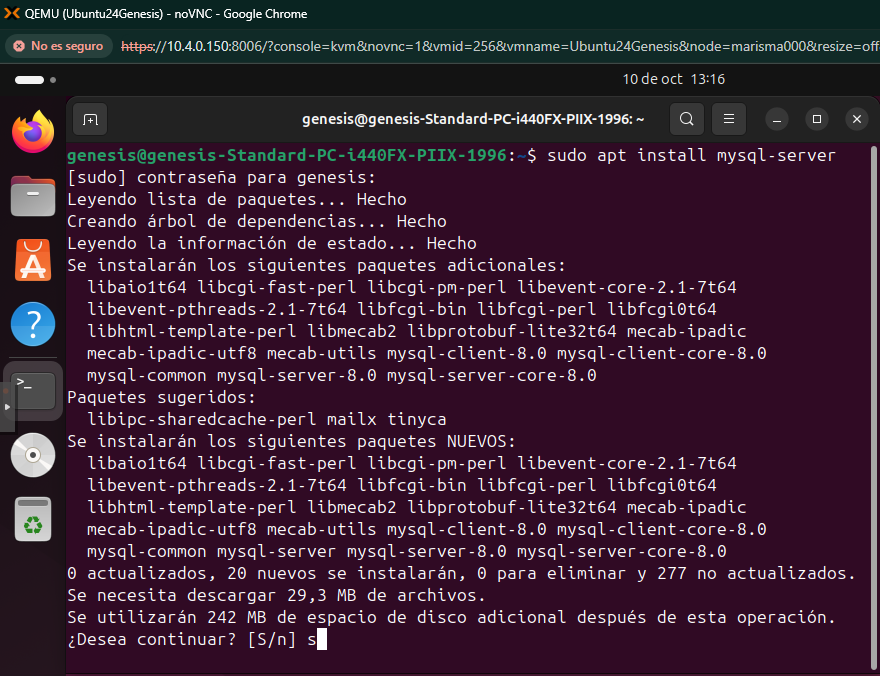 QEMU (Ubuntu24Genesis) - noVNC - Google Chrome
No es seguro https://10.4.0.150:8006/?console=kvm&novnc=1&vmid=256&vmname=Ubuntu24Genesis&node=marisma000&resize=off
10 de oct 13:16
genesis@genesis-Standard-PC-i440FX-PIIX-1996: ~
genesis@genesis-Standard-PC-i440FX-PIIX-1996:~$ sudo apt install mysql-server
[sudo] contraseña para genesis:
Leyendo lista de paquetes... Hecho
Creando árbol de dependencias... Hecho
Leyendo la información de estado... Hecho
Se instalarán los siguientes paquetes adicionales:
libaio1t64 libcgi-fast-perl libcgi-pm-perl libevent-core-2.1-7t64
libevent-pthreads-2.1-7t64 libfcgi-bin libfcgi-perl libfcgi0t64
libhtml-template-perl libmecab2 libprotobuf-lite32t64 mecab-ipadic
mecab-ipadic-utf8 mecab-utils mysql-client-8.0 mysql-client-core-8.0
mysql-common mysql-server-8.0 mysql-server-core-8.0
Paquetes sugeridos:
libipc-sharedcache-perl mailx tinyca
Se instalarán los siguientes paquetes NUEVOS:
libaio1t64 libcgi-fast-perl libcgi-pm-perl libevent-core-2.1-7t64
libevent-pthreads-2.1-7t64 libfcgi-bin libfcgi-perl libfcgi0t64
libhtml-template-perl libmecab2 libprotobuf-lite32t64 mecab-ipadic
mecab-ipadic-utf8 mecab-utils mysql-client-8.0 mysql-client-core-8.0
mysql-common mysql-server mysql-server-8.0 mysql-server-core-8.0
0 actualizados, 20 nuevos se instalarán, 0 para eliminar y 277 no actualizados.
Se necesita descargar 29,3 MB de archivos.
Se utilizarán 242 MB de espacio de disco adicional después de esta operación.
¿Desea continuar? [S/n] s